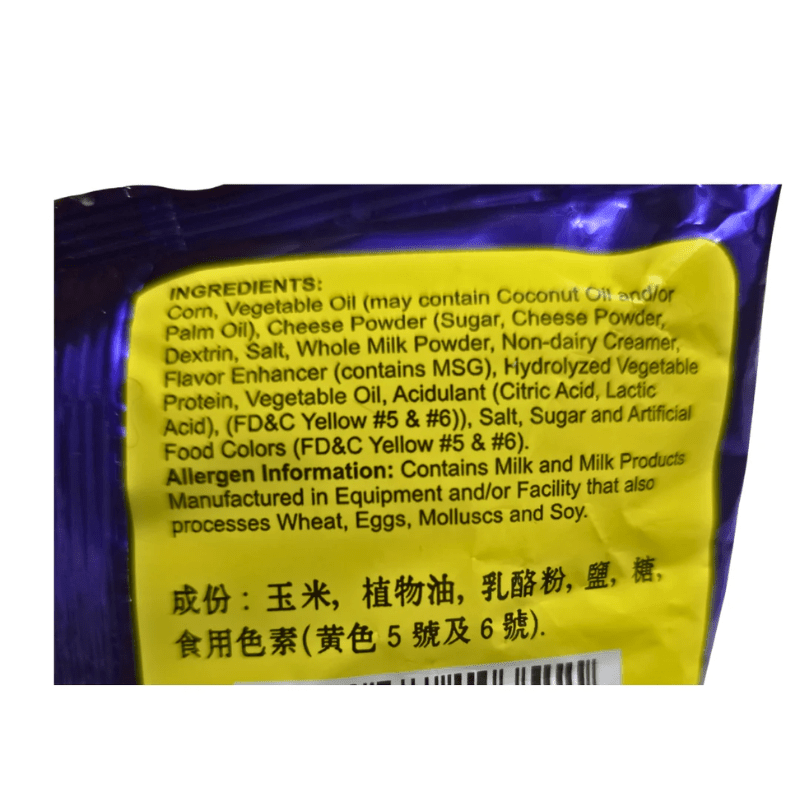 INGREDIENTS:
Corn, Vegetable Oil (may contain Coconut Oil and/or
Palm Oil), Cheese Powder (Sugar, Cheese Powder,
Dextrin, Salt, Whole Milk Powder, Non-dairy Creamer,
Flavor Enhancer (contains MSG), Hydrolyzed Vegetable
Protein, Vegetable Oil, Acidulant (Citric Acid, Lactic
Acid), (FD&C Yellow #5 & #6)), Salt, Sugar and Artificial
Food Colors (FD&C Yellow #5 & #6).
Allergen Information: Contains Milk and Milk Products
Manufactured in Equipment and/or Facility that also
processes Wheat, Eggs, Molluscs and Soy.
成份：玉米, 植物油, 乳酪粉, 鹽, 糖,
食用色素(黄色 5 號及 6 號).